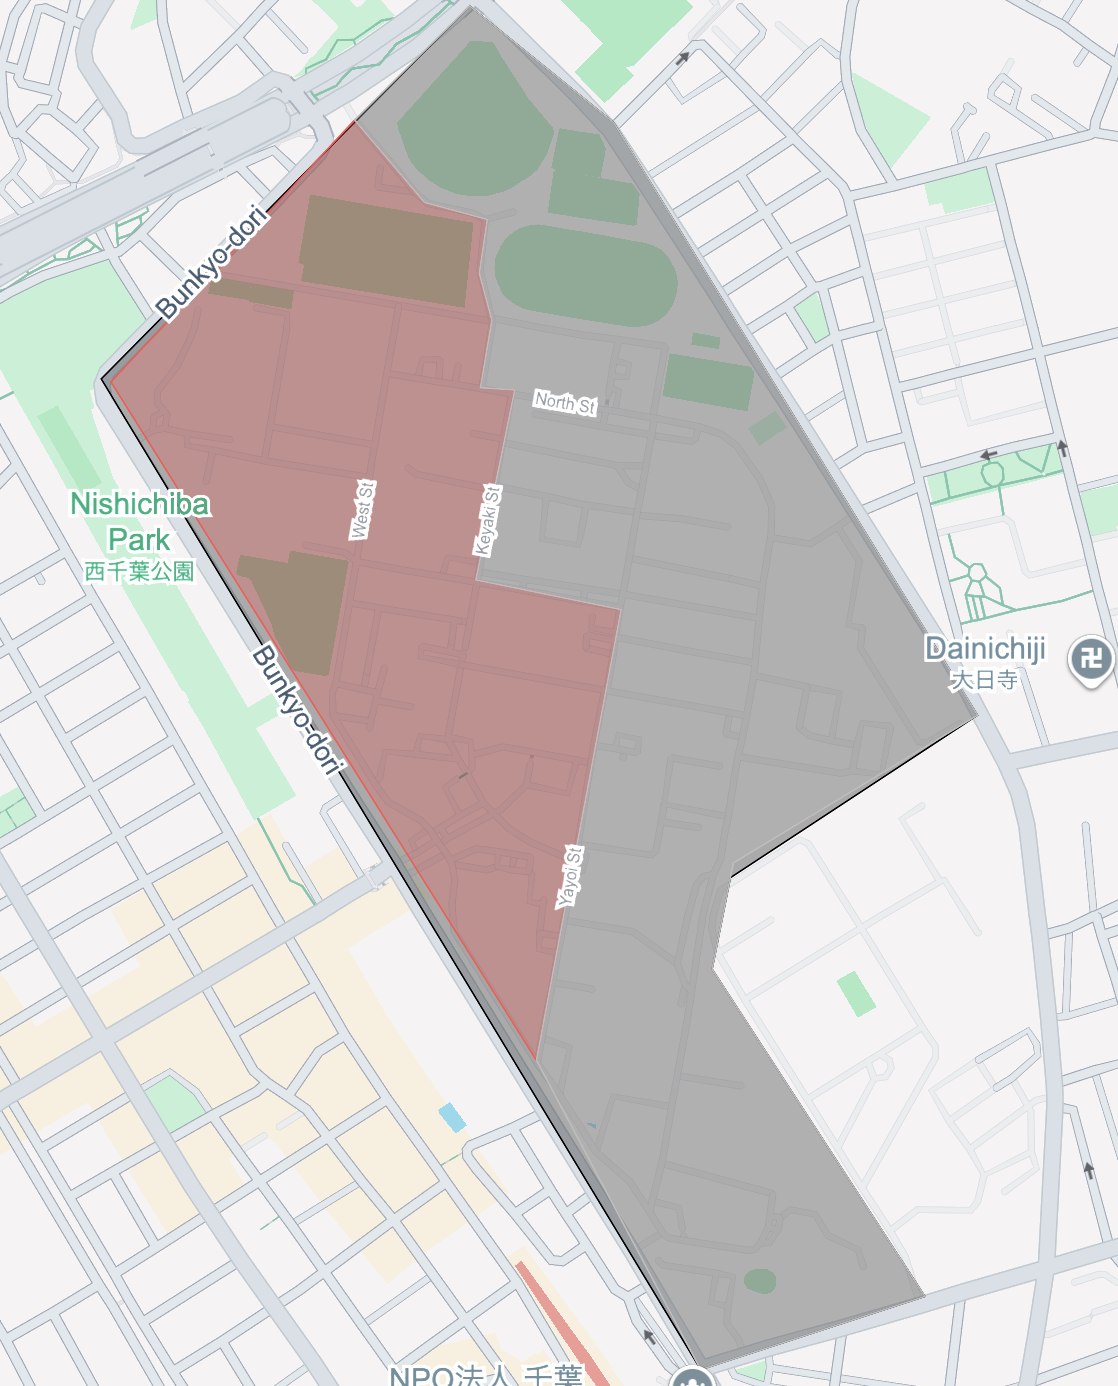 Bunkyo-dori
North St
Nishichiba
Park
西千葉公園
West St
Keyaki St
Bunkyo-dori
Dainichiji
大日寺
卍
Yayoi St
NPO法人 千葉